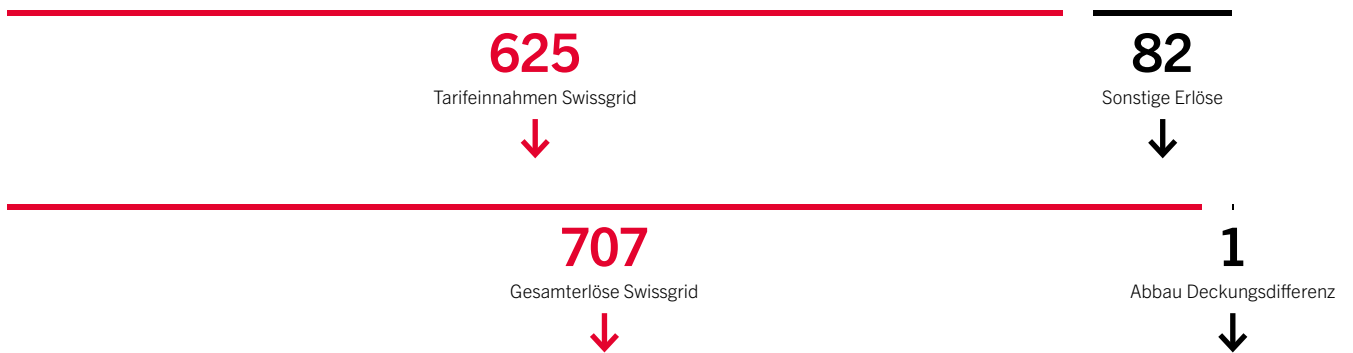 625
82
Tarifeinnahmen Swissgrid
Sonstige Erlöse
707
1
Gesamterlöse Swissgrid
Abbau Deckungsdifferenz